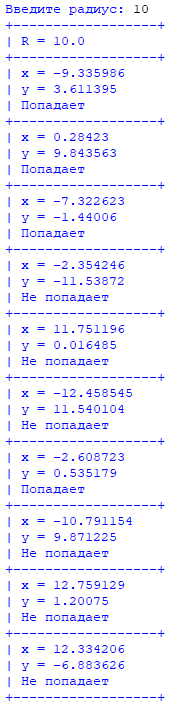 Введите радиус: 10
+------------------+
| R = 10.0
+------------------+
| x = -9.335986
| y = 3.611395
| Попадает
+------------------+
| x = 0.28423
| y = 9.843563
| Попадает
+------------------+
| x = -7.322623
| y = -1.44006
| Попадает
+------------------+
| x = -2.354246
| y = -11.53872
| Не попадает
+------------------+
| x = 11.751196
| y = 0.016485
| Не попадает
+------------------+
| x = -12.458545
| y = 11.540104
| Не попадает
+------------------+
| x = -2.608723
| y = 0.535179
| Попадает
+------------------+
| x = -10.791154
| y = 9.871225
| Не попадает
+------------------+
| x = 12.759129
| y = 1.20075
| Не попадает
+------------------+
| x = 12.334206
| y = -6.883626
| Не попадает
+------------------+